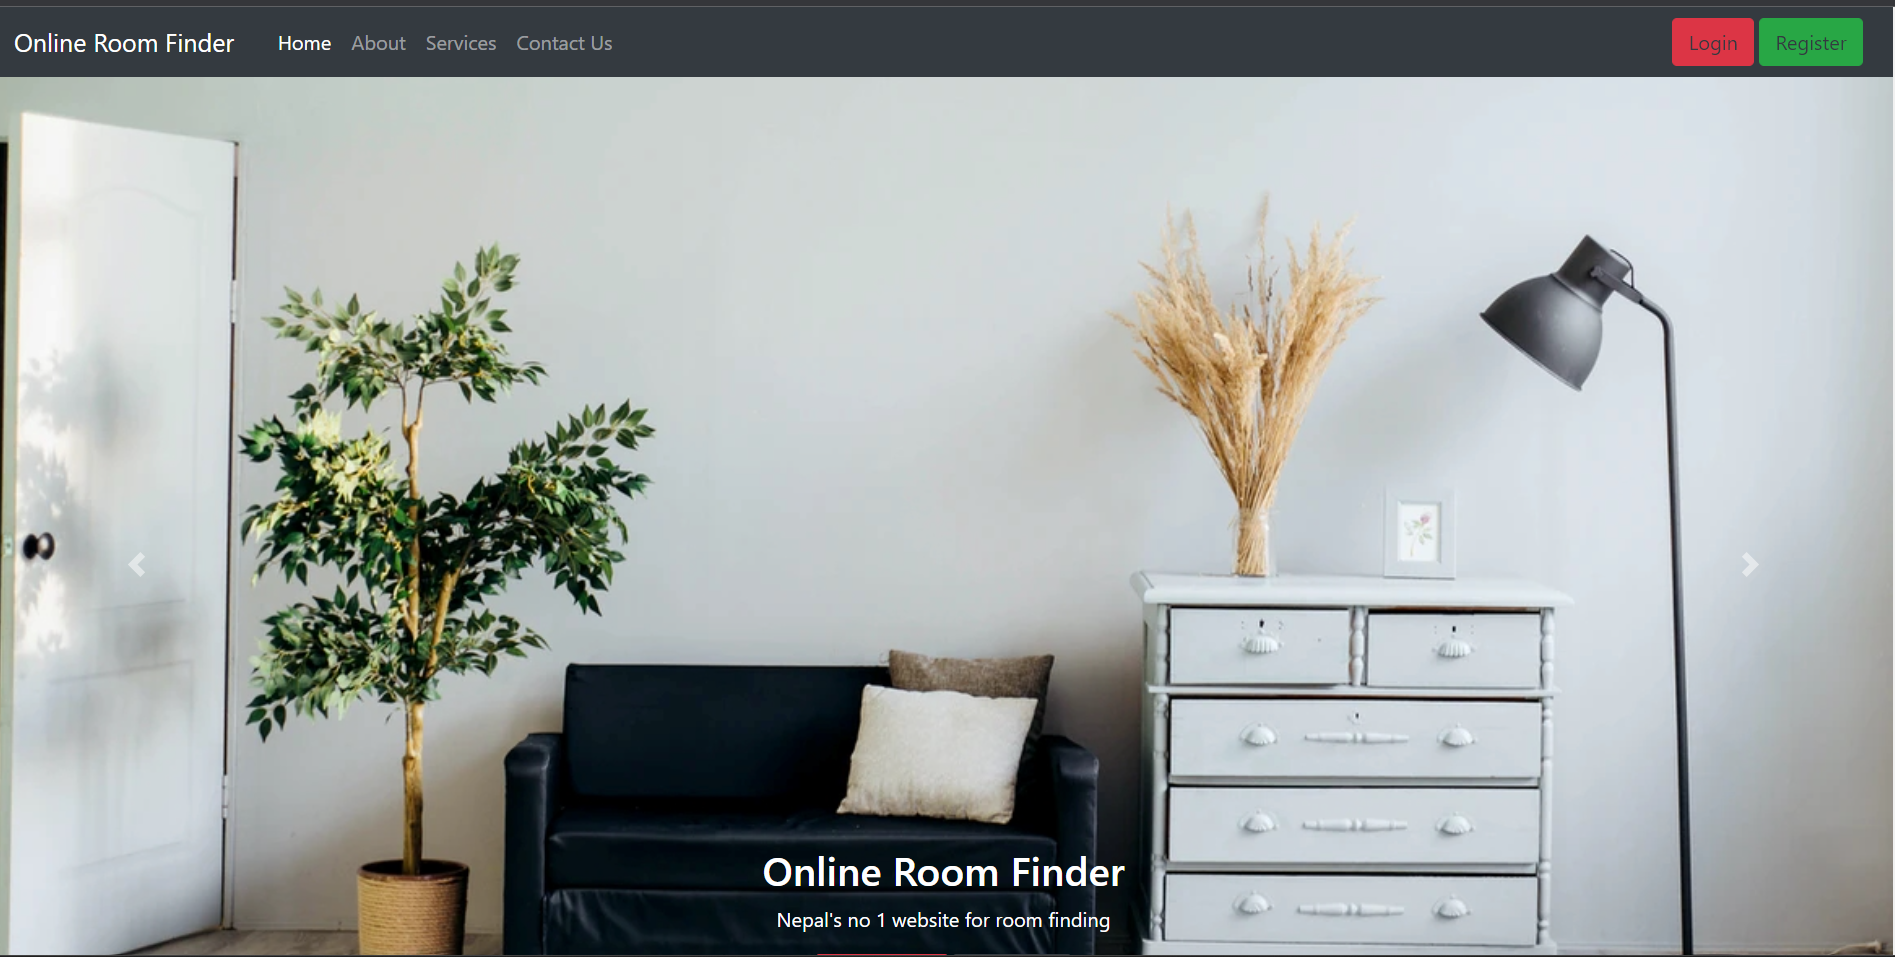 Online Room Finder Home About Services Contact Us Login Register
Online Room Finder
Nepal's no 1 website for room finding